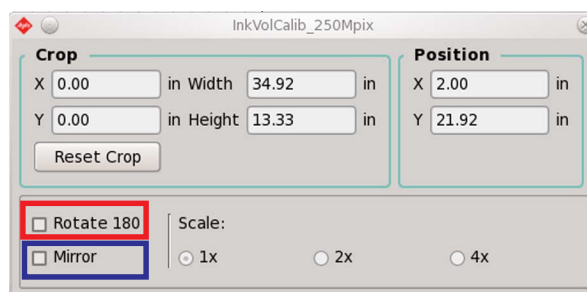 InkVolCalib_250Mpix
Crop
Position
X 0.00 in Width 34.92 in
X 2.00 in
Y 0.00 in Height 13.33 in
Y 21.92 in
Reset Crop
Rotate 180
Scale:
Mirror
1x
2x
4x